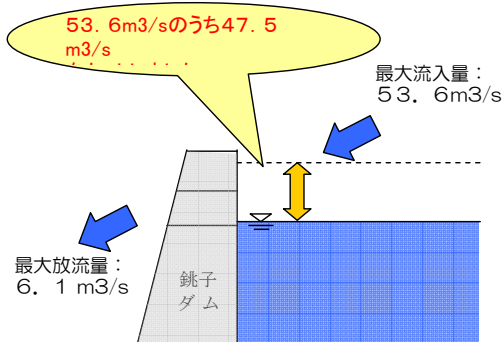 53．6m3/sのうち47．5
m3/s
最大流入量：
53．6m3/s
最大放流量：
6．1 m3/s
銚子
ダム